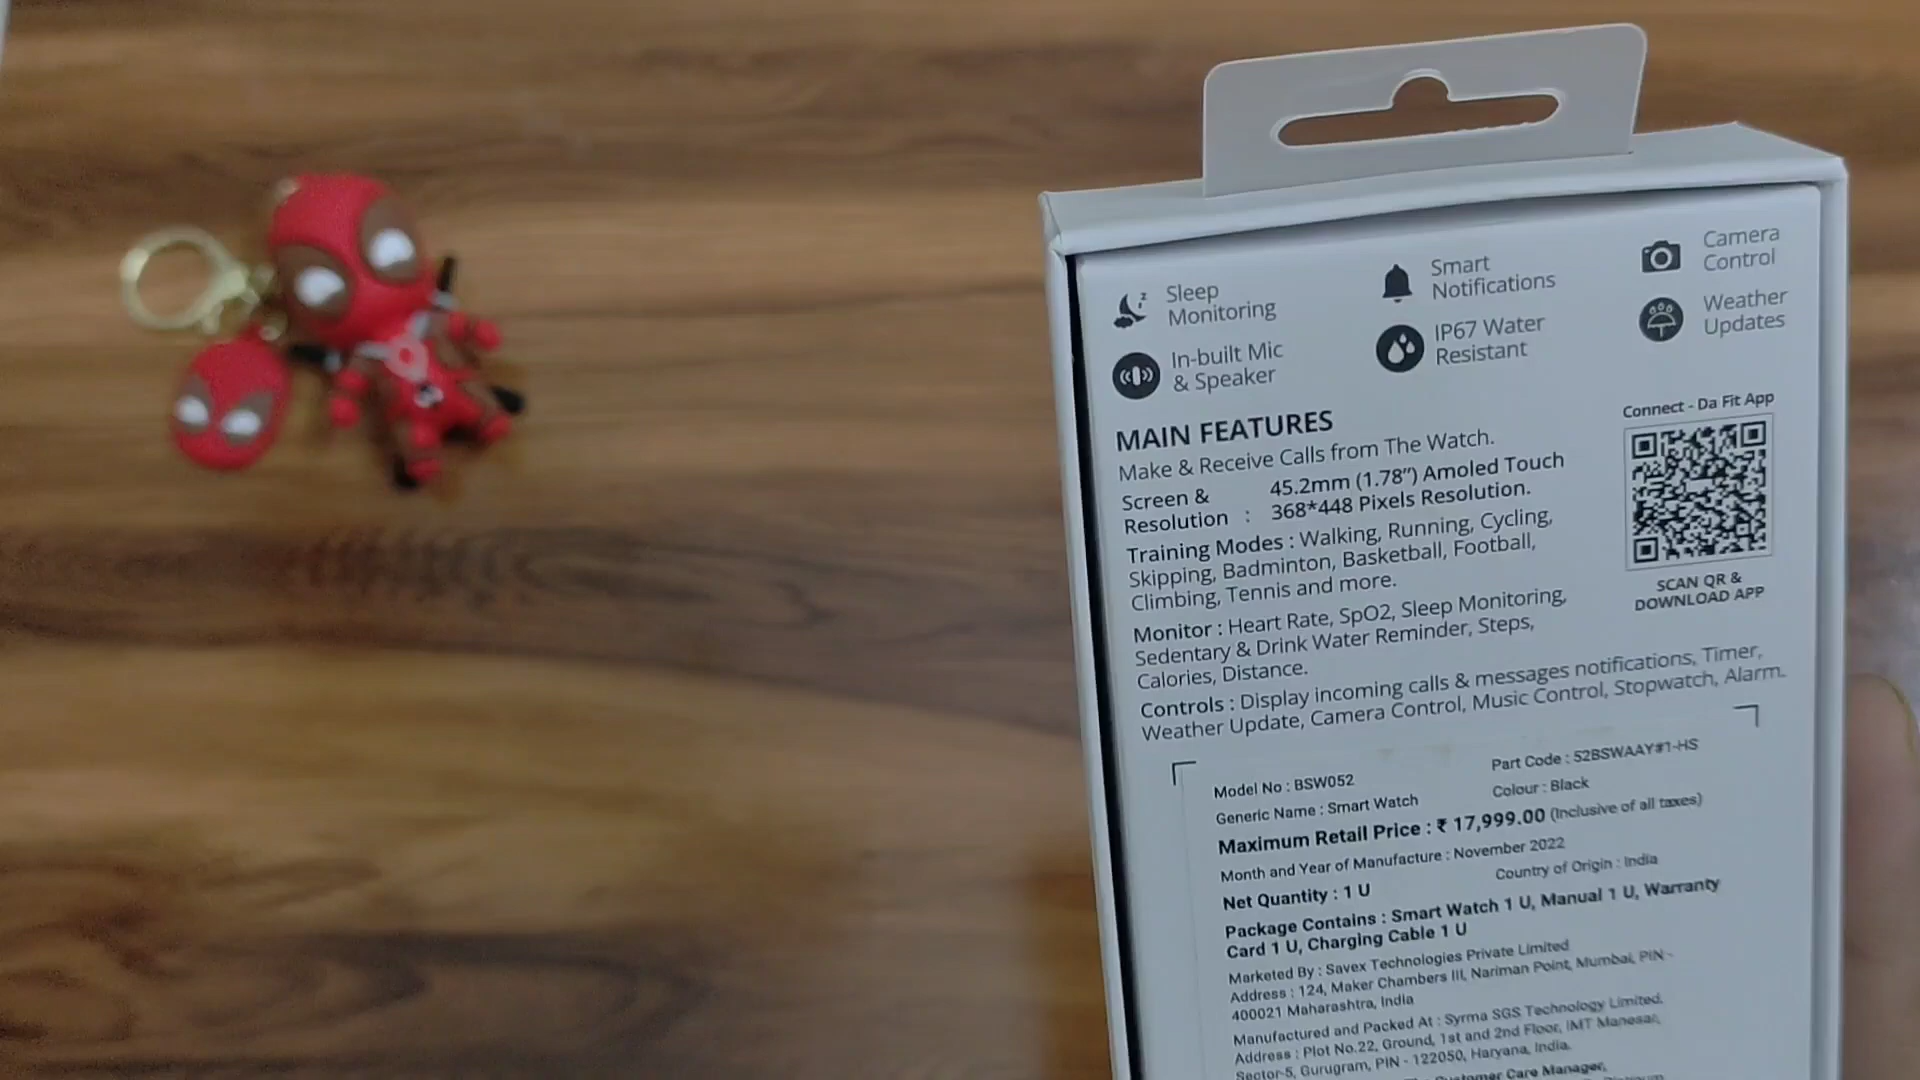 Sleep
Monitoring
Smart
Notifications
Camera
Control
In-built Mic
& Speaker
IP67 Water
Resistant
Weather
Updates
MAIN FEATURES
Make & Receive Calls from The Watch.
Screen & 45.2mm (1.78”) Amoled Touch
Resolution : 368*448 Pixels Resolution.
Training Modes : Walking, Running, Cycling,
Skipping, Badminton, Basketball, Football,
Climbing, Tennis and more.
Monitor : Heart Rate, SpO2, Sleep Monitoring,
Sedentary & Drink Water Reminder, Steps,
Calories, Distance.
Controls : Display incoming calls & messages notifications, Timer,
Weather Update, Camera Control, Music Control, Stopwatch, Alarm.
Connect - Da Fit App
SCAN QR &
DOWNLOAD APP
Model No : BSW052 Part Code : 52BSWAAY#1-HS
Generic Name : Smart Watch Colour : Black
Maximum Retail Price : ₹ 17,999.00 (Inclusive of all taxes)
Month and Year of Manufacture : November 2022
Net Quantity : 1 U Country of Origin : India
Package Contains : Smart Watch 1 U, Manual 1 U, Warranty
Card 1 U, Charging Cable 1 U
Marketed By : Savex Technologies Private Limited
Address : 124, Maker Chambers III, Nariman Point, Mumbai, PIN -
400021 Maharashtra, India
Manufactured and Packed At : Syrma SGS Technology Limited.
Address : Plot No.22, Ground, 1st and 2nd Floor, IMT Manesar,
Sector-5, Gurugram, PIN - 122050, Haryana, India.
Customer Care Manager,